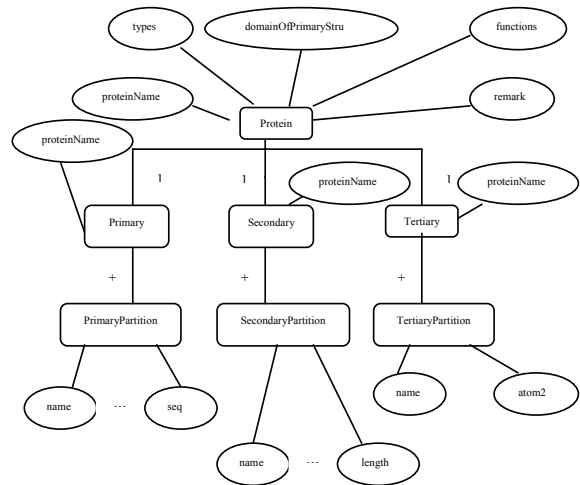 types
domainOfPrimaryStru
functions
proteinName
remark
Protein
proteinName
1
1
1
proteinName
proteinName
Primary
Secondary
Tertiary
+
+
+
PrimaryPartition
SecondaryPartition
TertiaryPartition
name
...
seq
name
atom2
name
...
length